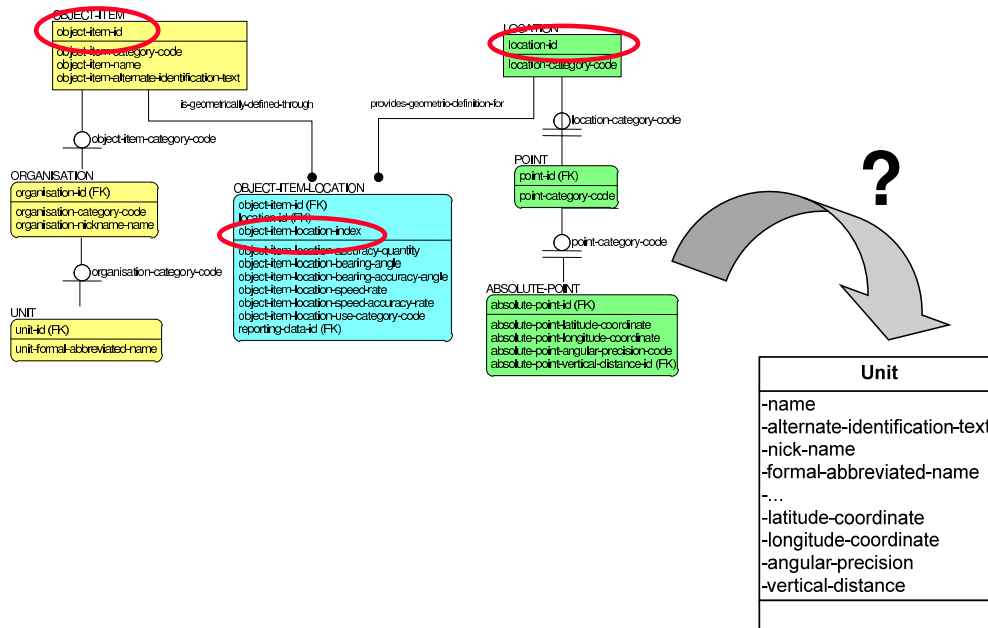 OBJECT-ITEM
object-item-id
object-item-category-code
object-item-name
object-item-alternate-identification-text
LOCATION
location-id
location-category-code
is-geometrically-defined-through
provides-geometric-definition-for
object-item-category-code
location-category-code
ORGANISATION
organisation-id (FK)
organisation-category-code
organisation-nickname-name
OBJECT-ITEM-LOCATION
object-item-id (FK)
location-id (FK)
object-item-location-index
object-item-location-accuracy-quantity
object-item-location-bearing-angle
object-item-location-bearing-accuracy-angle
object-item-location-speed-rate
object-item-location-speed-accuracy-rate
object-item-location-use-category-code
reporting-data-id (FK)
POINT
point-id (FK)
point-category-code
?
organisation-category-code
point-category-code
UNIT
unit-id (FK)
unit-formal-abbreviated-name
ABSOLUTE-POINT
absolute-point-id (FK)
absolute-point-latitude-coordinate
absolute-point-longitude-coordinate
absolute-point-angular-precision-code
absolute-point-vertical-distance-id (FK)
Unit
-name
-alternate-identification-text
-nick-name
-formal-abbreviated-name
-...
-latitude-coordinate
-longitude-coordinate
-angular-precision
-vertical-distance